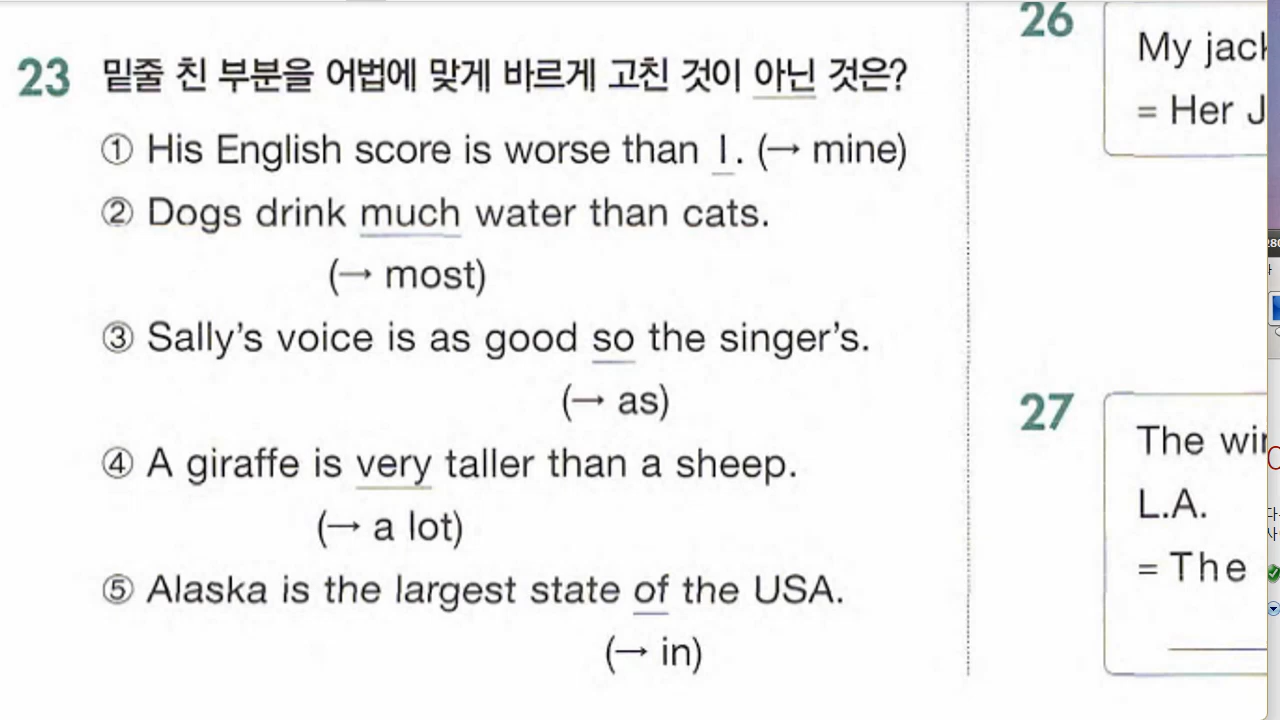 23 밑줄 친 부분을 어법에 맞게 바르게 고친 것이 아닌 것은?
① His English score is worse than I. (→ mine)
② Dogs drink much water than cats.
(→ most)
③ Sally's voice is as good so the singer's.
(→ as)
④ A giraffe is very taller than a sheep.
(→ a lot)
⑤ Alaska is the largest state of the USA.
(→ in)
26
My jack
= Her J
27
The wi
L.A.
= The